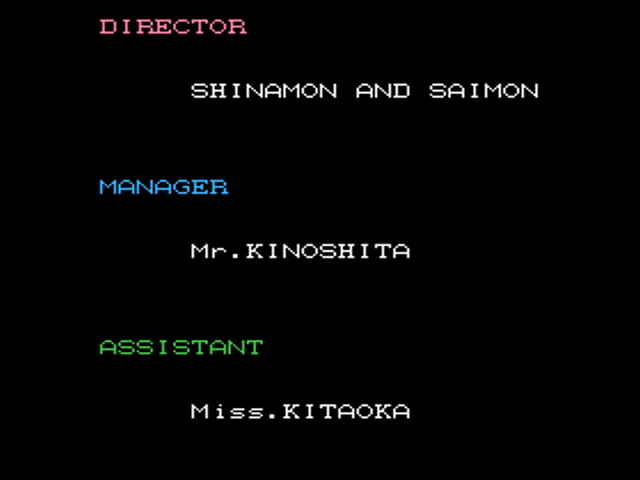 DIRECTOR
SHINAMON AND SAIMON
MANAGER
Mr.KINOSHITA
ASSISTANT
Miss.KITAOKA